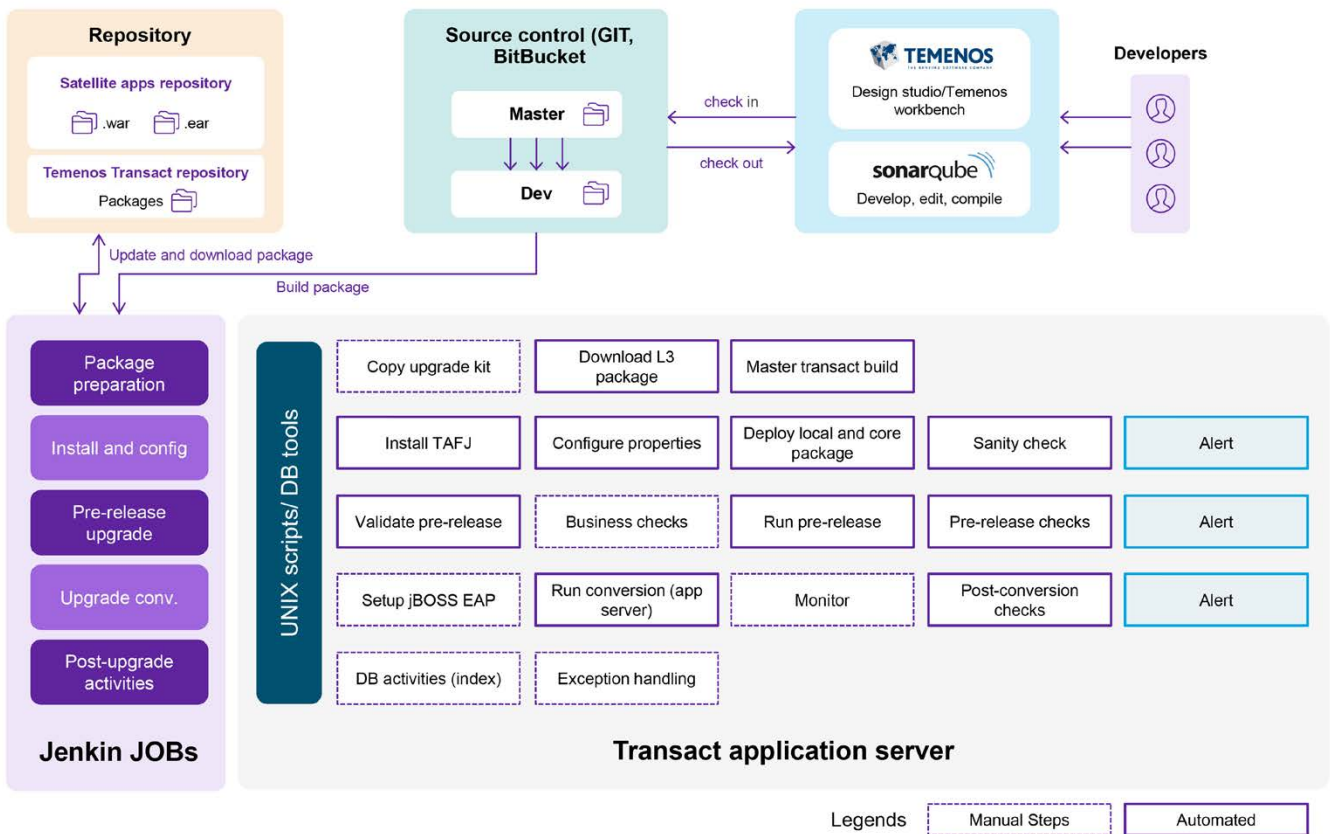 Repository
Satellite apps repository
.war
.ear
Temenos Transact repository
Packages
Source control (GIT,
BitBucket
Master
Dev
check in
check out
TEMENOS
THE BANKING SOFTWARE COMPANY
Design studio/Temenos
workbench
sonarqube
Develop, edit, compile
Developers
Update and download package
Build package
Package
preparation
Install and config
Pre-release
upgrade
Upgrade conv.
Post-upgrade
activities
Jenkin JOBs
UNIX scripts/ DB tools
Copy upgrade kit
Download L3
package
Master transact build
Install TAFJ
Configure properties
Deploy local and core
package
Sanity check
Alert
Validate pre-release
Business checks
Run pre-release
Pre-release checks
Alert
Setup jBOSS EAP
Run conversion (app
server)
Monitor
Post-conversion
checks
Alert
DB activities (index)
Exception handling
Transact application server
Legends
Manual Steps
Automated